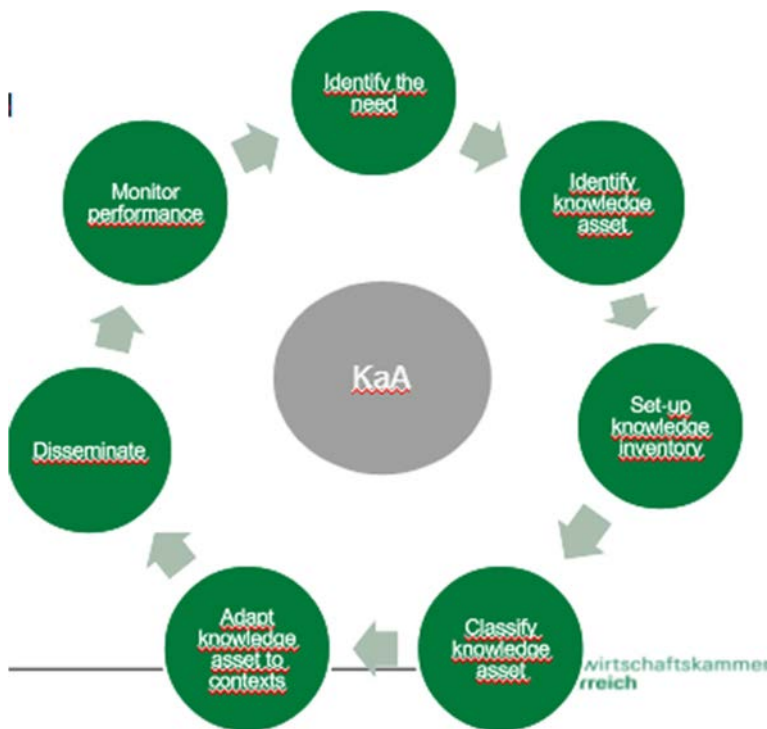 Identify the
need
Identify
knowledge
asset
Set-up
knowledge
inventory
Classify
knowledge
asset
Adapt
knowledge
asset to
contexts
Disseminate
Monitor
performance
KaA
wirtschaftskammer
rreich